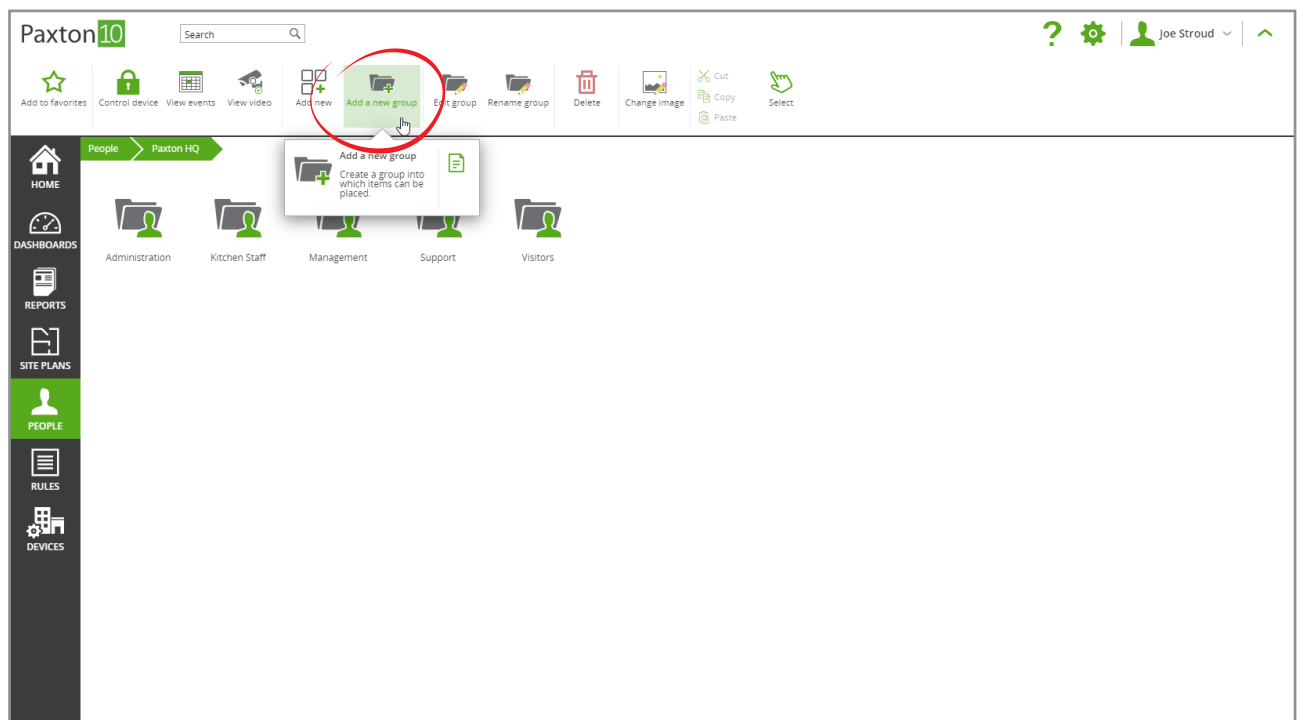 Paxton10
Search
Joe Stroud
Add to favorites
Control device
View events
View video
Add new
Add a new group
Edit group
Rename group
Delete
Change image
Cut
Copy
Paste
Select
People
Paxton HQ
Add a new group
Create a group into
which items can be
placed.
HOME
DASHBOARDS
REPORTS
SITE PLANS
PEOPLE
RULES
DEVICES
Administration
Kitchen Staff
Management
Support
Visitors